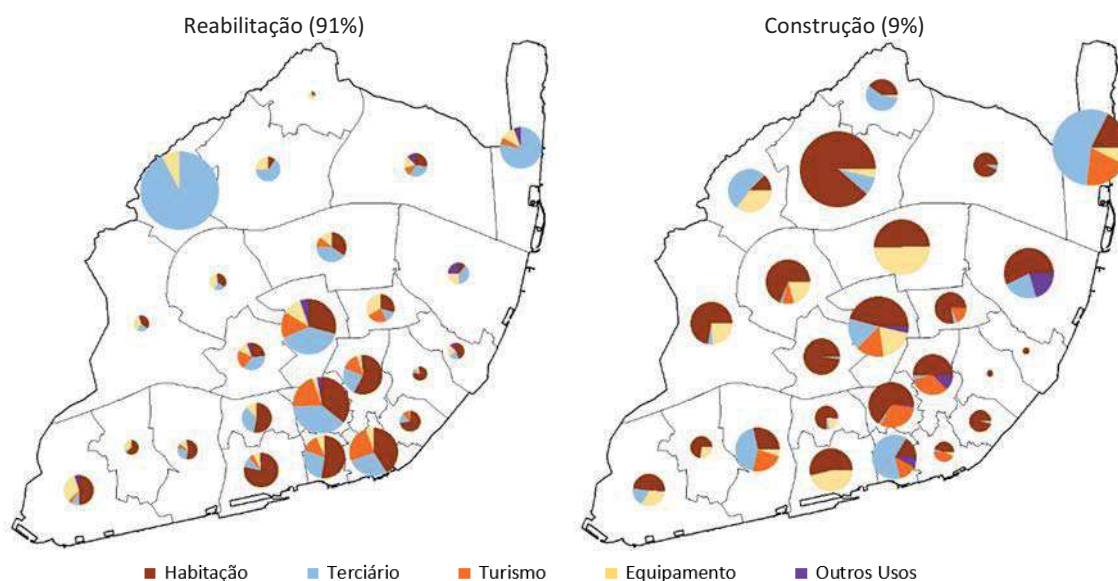 Reabilitação (91%)
Construção (9%)
Habitação
Terciário
Turismo
Equipamento
Outros Usos